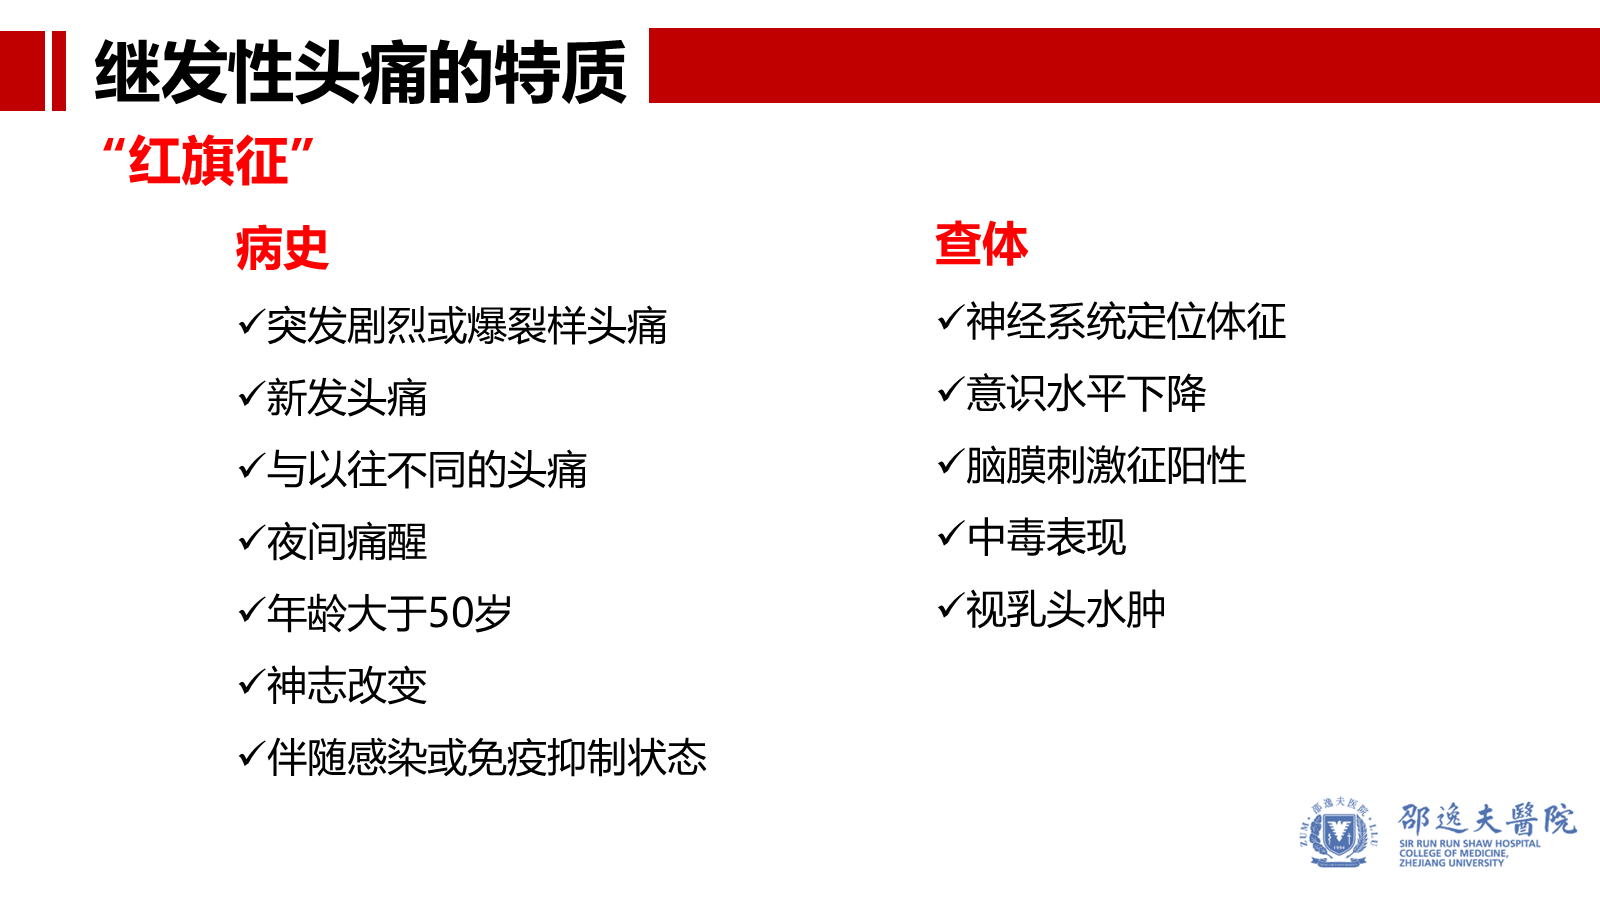 继发性头痛的特质
“红旗征”
病史
✓突发剧烈或爆裂样头痛
✓新发头痛
✓与以往不同的头痛
✓夜间痛醒
✓年龄大于50岁
✓神志改变
✓伴随感染或免疫抑制状态
查体
✓神经系统定位体征
✓意识水平下降
✓脑膜刺激征阳性
✓中毒表现
✓视乳头水肿
邵逸夫医院
邵逸夫醫院
SIR RUN RUN SHAW HOSPITAL
COLLEGE OF MEDICINE,
ZHEJIANG UNIVERSITY